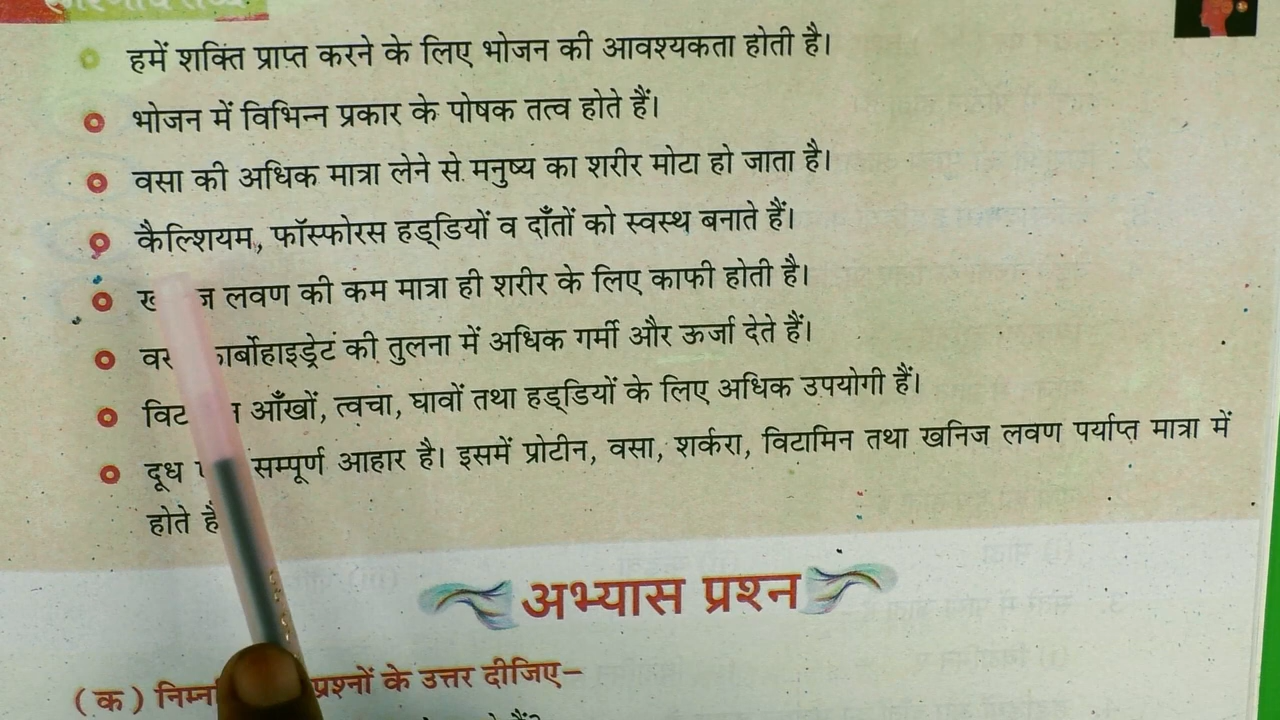 हमें शक्ति प्राप्त करने के लिए भोजन की आवश्यकता होती है।
भोजन में विभिन्न प्रकार के पोषक तत्व होते हैं।
वसा की अधिक मात्रा लेने से मनुष्य का शरीर मोटा हो जाता है।
कैल्शियम, फॉस्फोरस हड्डियों व दाँतों को स्वस्थ बनाते हैं।
लवण की कम मात्रा ही शरीर के लिए काफी होती है।
कार्बोहाइड्रेट की तुलना में अधिक गर्मी और ऊर्जा देते हैं।
आँखों, त्वचा, घावों तथा हड्डियों के लिए अधिक उपयोगी हैं।
दूध सम्पूर्ण आहार है। इसमें प्रोटीन, वसा, शर्करा, विटामिन तथा खनिज लवण पर्याप्त मात्रा में
होते
अभ्यास प्रश्न
(क) प्रश्नों के उत्तर दीजिए–